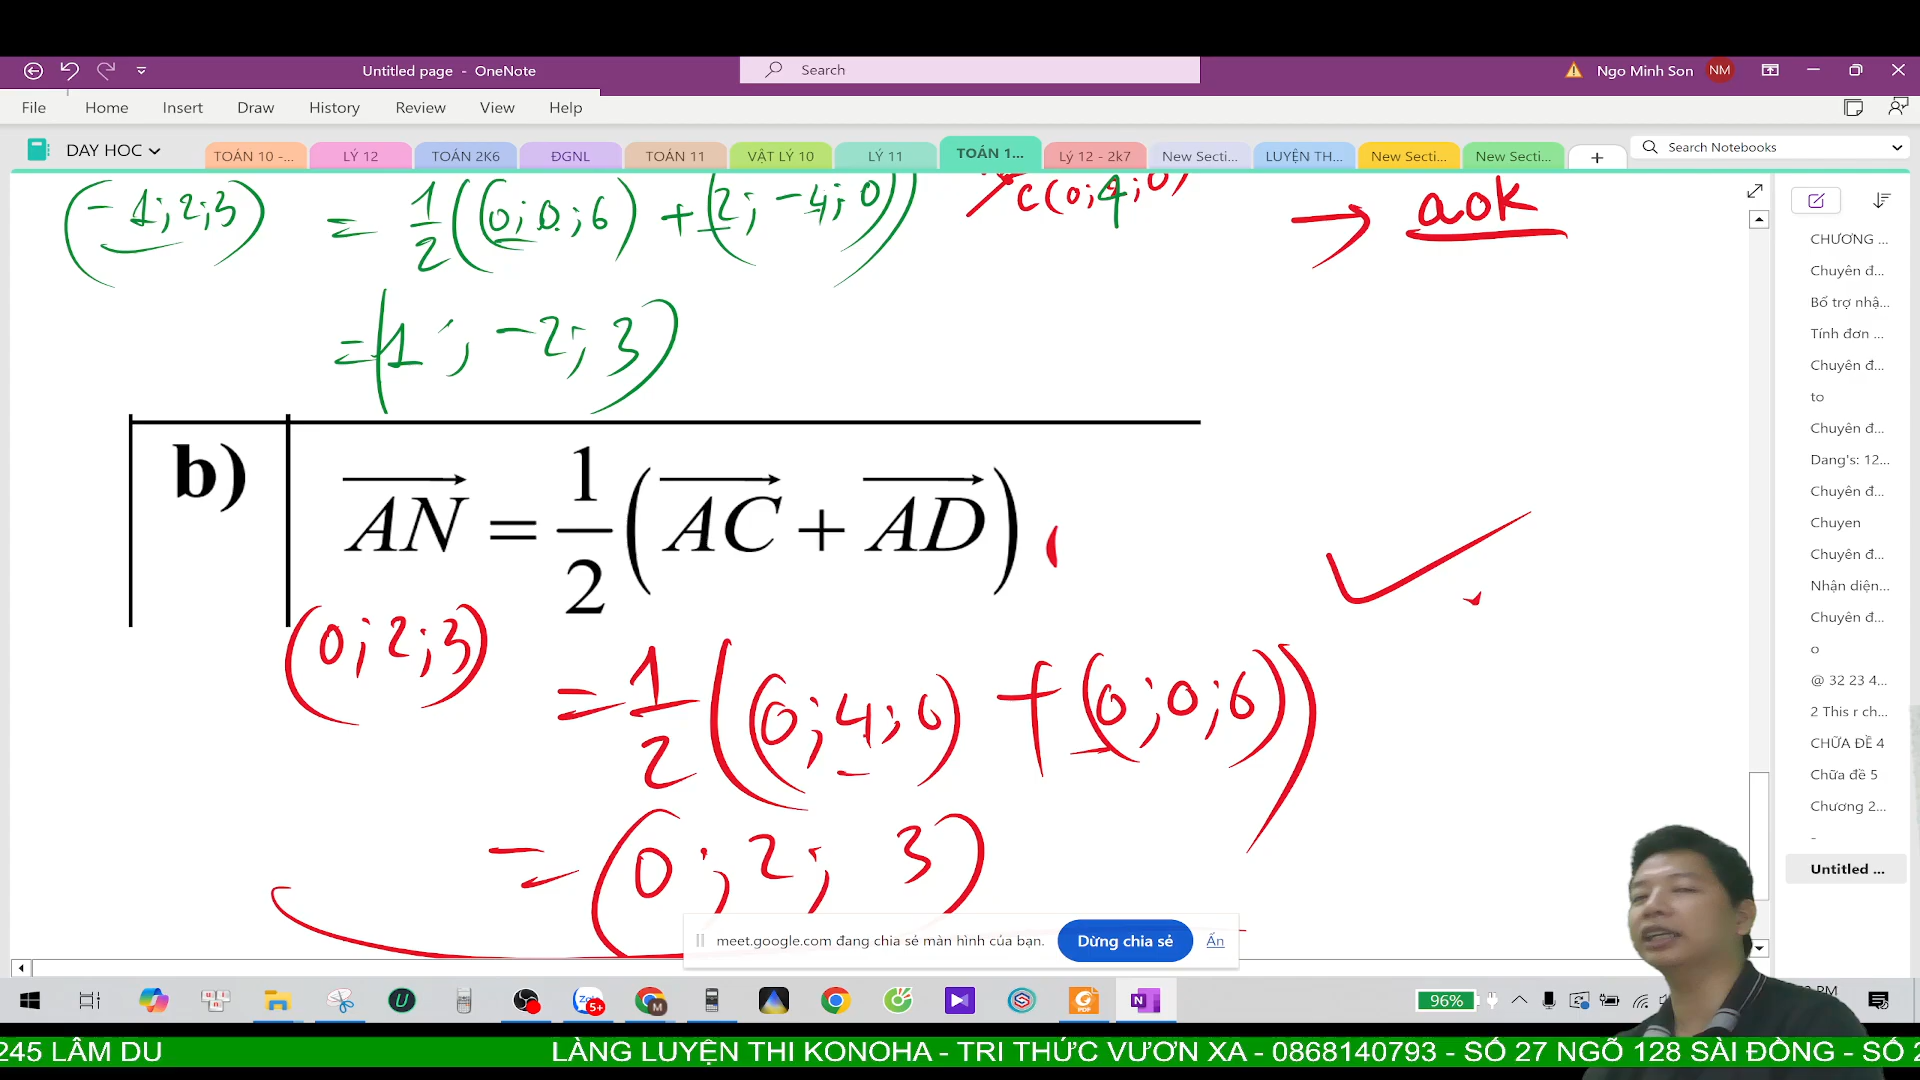 Untitled page - OneNote
Search
Ngo Minh Son NM
File Home Insert Draw History Review View Help
DAY HOC
TOÁN 10 -... LÝ 12 TOÁN 2K6 ĐGNL TOÁN 11 VẬT LÝ 10 LÝ 11 TOÁN 1... Lý 12 - 2k7 New Secti... LUYỆN TH... New Secti... New Secti... +
Search Notebooks
(-1;2;3) = 1/2 ((0;0;6) + (2;-4;0))
C(0;4;0)
→ aok
= (1; -2; 3)
b) AN = 1/2 (AC + AD)
(0;2;3)
= 1/2 ((0;4;0) + (0;0;6))
= (0; 2; 3)
CHƯƠNG ...
Chuyên đ...
Bố trợ nhậ...
Tính đơn ...
Chuyên đ...
to
Chuyên đ...
Dang's: 12...
Chuyên đ...
Chuyen
Chuyên đ...
Nhận diện...
Chuyên đ...
o
@ 32 23 4...
2 This r ch...
CHỮA ĐỀ 4
Chữa đề 5
Chương 2...
-
Untitled ...
meet.google.com đang chia sẻ màn hình của bạn. Dừng chia sẻ Ẩn
96%
245 LÂM DU LÀNG LUYỆN THI KONOHA - TRI THỨC VƯƠN XA - 0868140793 - SỐ 27 NGÕ 128 SÀI ĐỒNG - SỐ 2